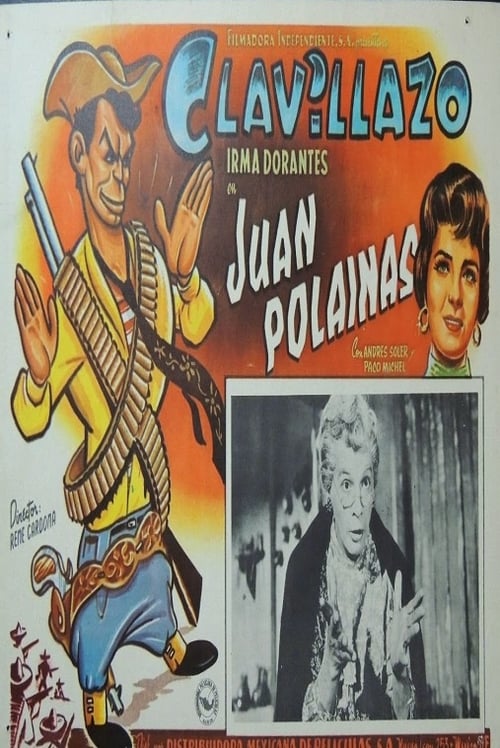 FILMADORA INDEPENDIENTE, S.A. presenta a
CLAVILLAZO
IRMA DORANTES
en
JUAN
POLAINAS
Con ANDRES SOLER y
PACO MICHEL
Director:
RENE CARDONA
DISTRIBUIDORA MEXICANA DE PELICULAS, S.A.